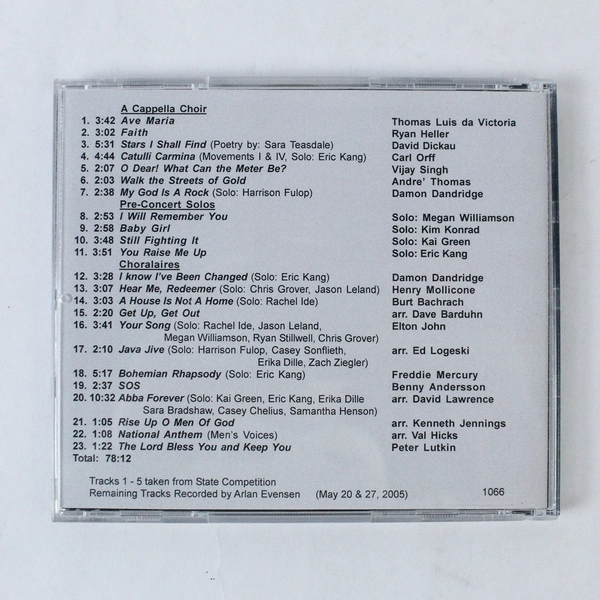 A Cappella Choir
1. 3:42 Ave Maria Thomas Luis da Victoria
2. 3:02 Faith Ryan Heller
3. 5:31 Stars I Shall Find (Poetry by: Sara Teasdale) David Dickau
4. 4:44 Catulli Carmina (Movements I & IV, Solo: Eric Kang) Carl Orff
5. 2:07 O Dear! What Can the Meter Be? Vijay Singh
6. 2:03 Walk the Streets of Gold Andre' Thomas
7. 2:38 My God Is A Rock (Solo: Harrison Fulop) Damon Dandridge
Pre-Concert Solos
8. 2:53 I Will Remember You Solo: Megan Williamson
9. 2:58 Baby Girl Solo: Kim Konrad
10. 3:48 Still Fighting It Solo: Kai Green
11. 3:51 You Raise Me Up Solo: Eric Kang
Choralaires
12. 3:28 I know I've Been Changed (Solo: Eric Kang) Damon Dandridge
13. 3:07 Hear Me, Redeemer (Solo: Chris Grover, Jason Leland) Henry Mollicone
14. 3:03 A House Is Not A Home (Solo: Rachel Ide) Burt Bachrach
15. 2:20 Get Up, Get Out arr. Dave Barduhn
16. 3:41 Your Song (Solo: Rachel Ide, Jason Leland, Elton John
Megan Williamson, Ryan Stillwell, Chris Grover)
17. 2:10 Java Jive (Solo: Harrison Fulop, Casey Sonflieth, arr. Ed Logeski
Erika Dille, Zach Ziegler)
18. 5:17 Bohemian Rhapsody (Solo: Eric Kang) Freddie Mercury
19. 2:37 SOS Benny Andersson
20. 10:32 Abba Forever (Solo: Kai Green, Eric Kang, Erika Dille arr. David Lawrence
Sara Bradshaw, Casey Chelius, Samantha Henson)
21. 1:05 Rise Up O Men Of God arr. Kenneth Jennings
22. 1:08 National Anthem (Men's Voices) arr. Val Hicks
23. 1:22 The Lord Bless You and Keep You Peter Lutkin
Total: 78:12
Tracks 1 - 5 taken from State Competition
Remaining Tracks Recorded by Arlan Evensen (May 20 & 27, 2005) 1066